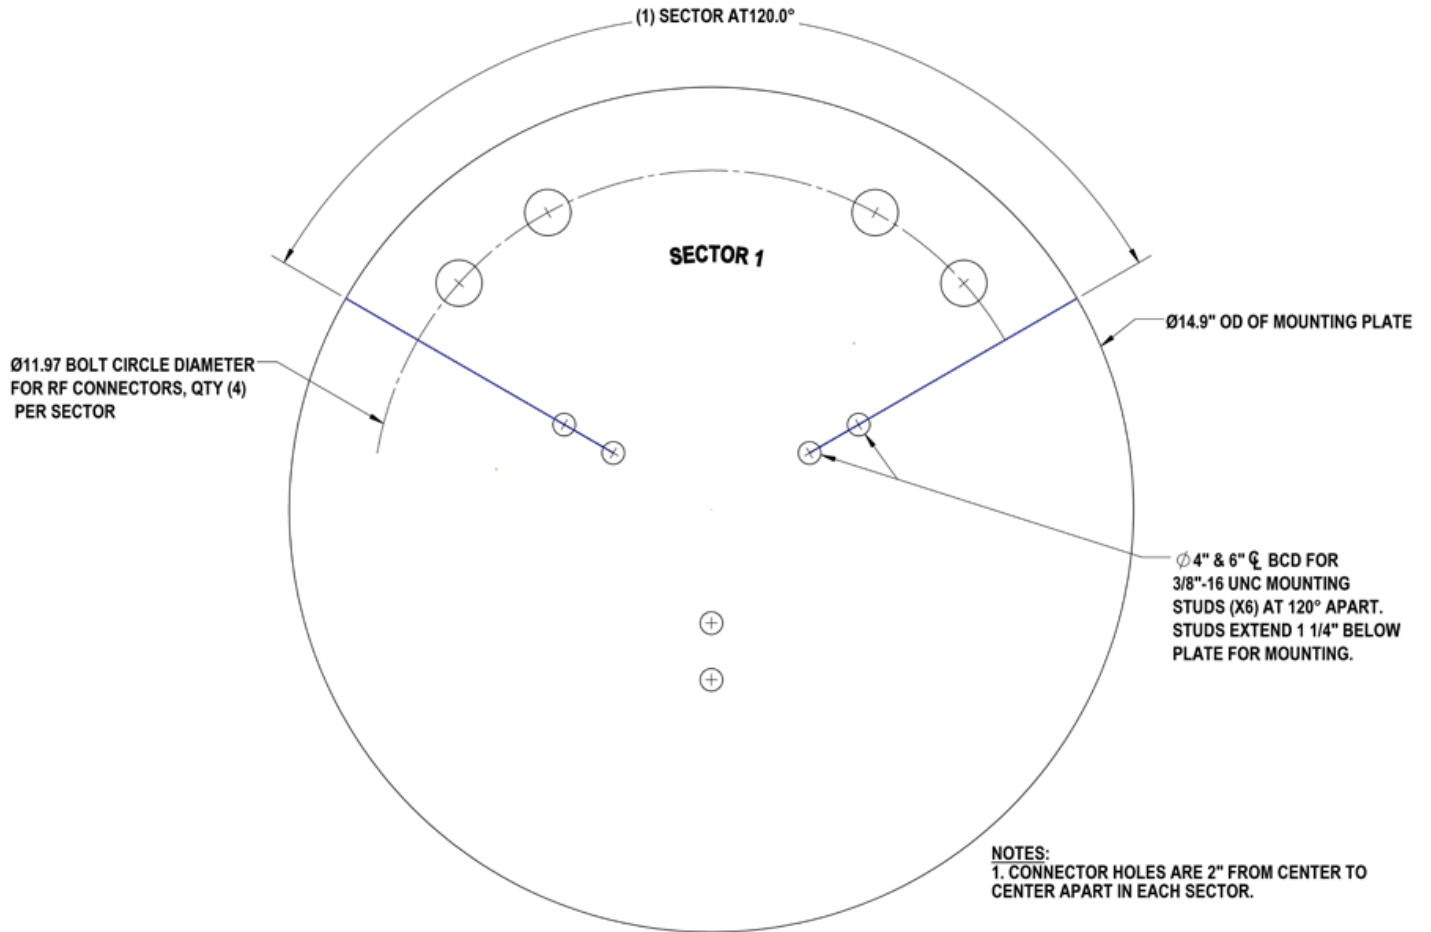 (1) SECTOR AT120.0°
SECTOR 1
Ø14.9" OD OF MOUNTING PLATE
Ø11.97 BOLT CIRCLE DIAMETER
FOR RF CONNECTORS, QTY (4)
PER SECTOR
∅4" & 6" ℄ BCD FOR
3/8"-16 UNC MOUNTING
STUDS (X6) AT 120° APART.
STUDS EXTEND 1 1/4" BELOW
PLATE FOR MOUNTING.
NOTES:
1. CONNECTOR HOLES ARE 2" FROM CENTER TO
CENTER APART IN EACH SECTOR.